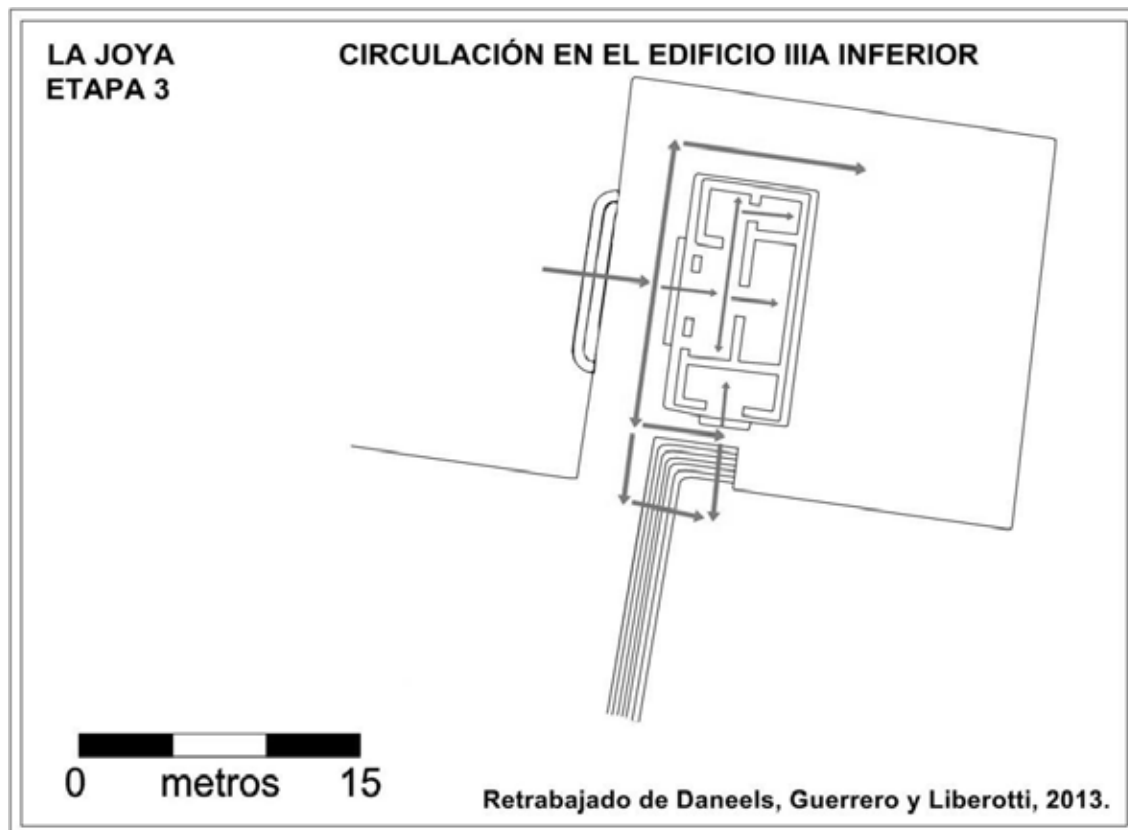 LA JOYA
ETAPA 3
CIRCULACIÓN EN EL EDIFICIO IIIA INFERIOR
0 metros 15
Retrabajado de Daneels, Guerrero y Liberotti, 2013.